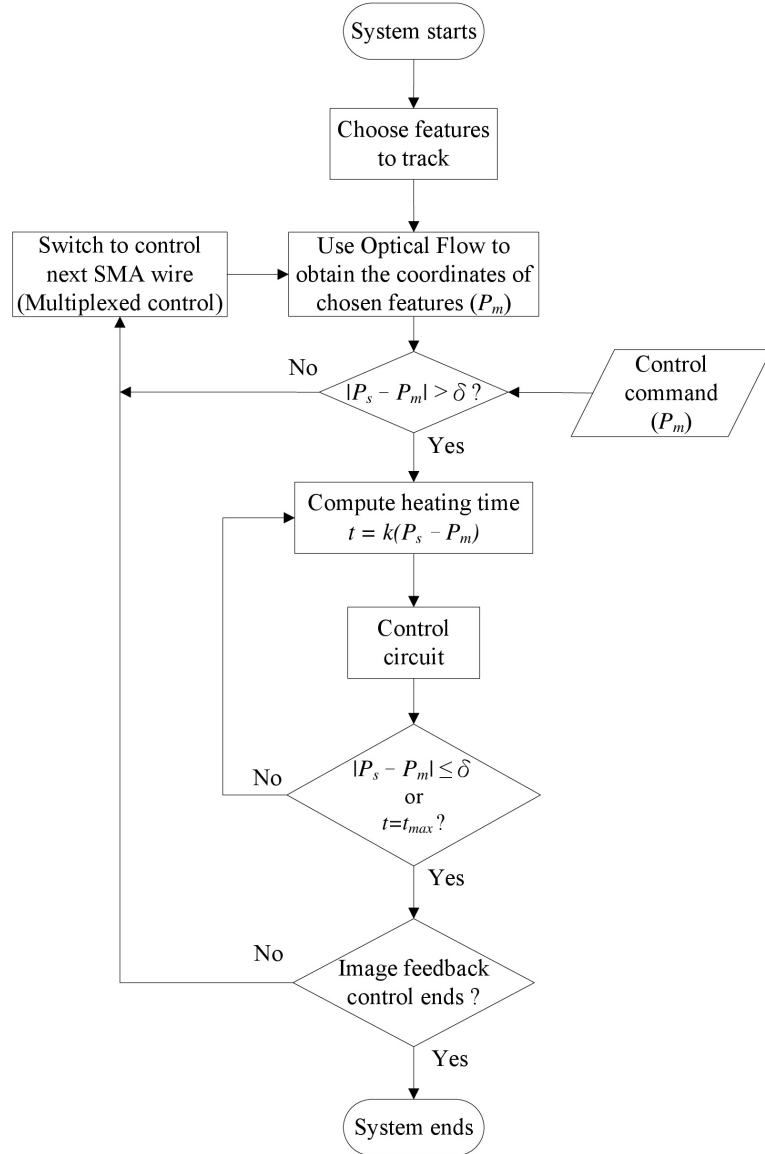 System starts
Choose features
to track
Switch to control
next SMA wire
(Multiplexed control)
Use Optical Flow to
obtain the coordinates of
chosen features (Pm)
No
|Ps − Pm| > δ ?
Control
command
(Pm)
Yes
Compute heating time
t = k(Ps − Pm)
Control
circuit
No
|Ps − Pm| ≤ δ
or
t=tmax ?
Yes
No
Image feedback
control ends ?
Yes
System ends